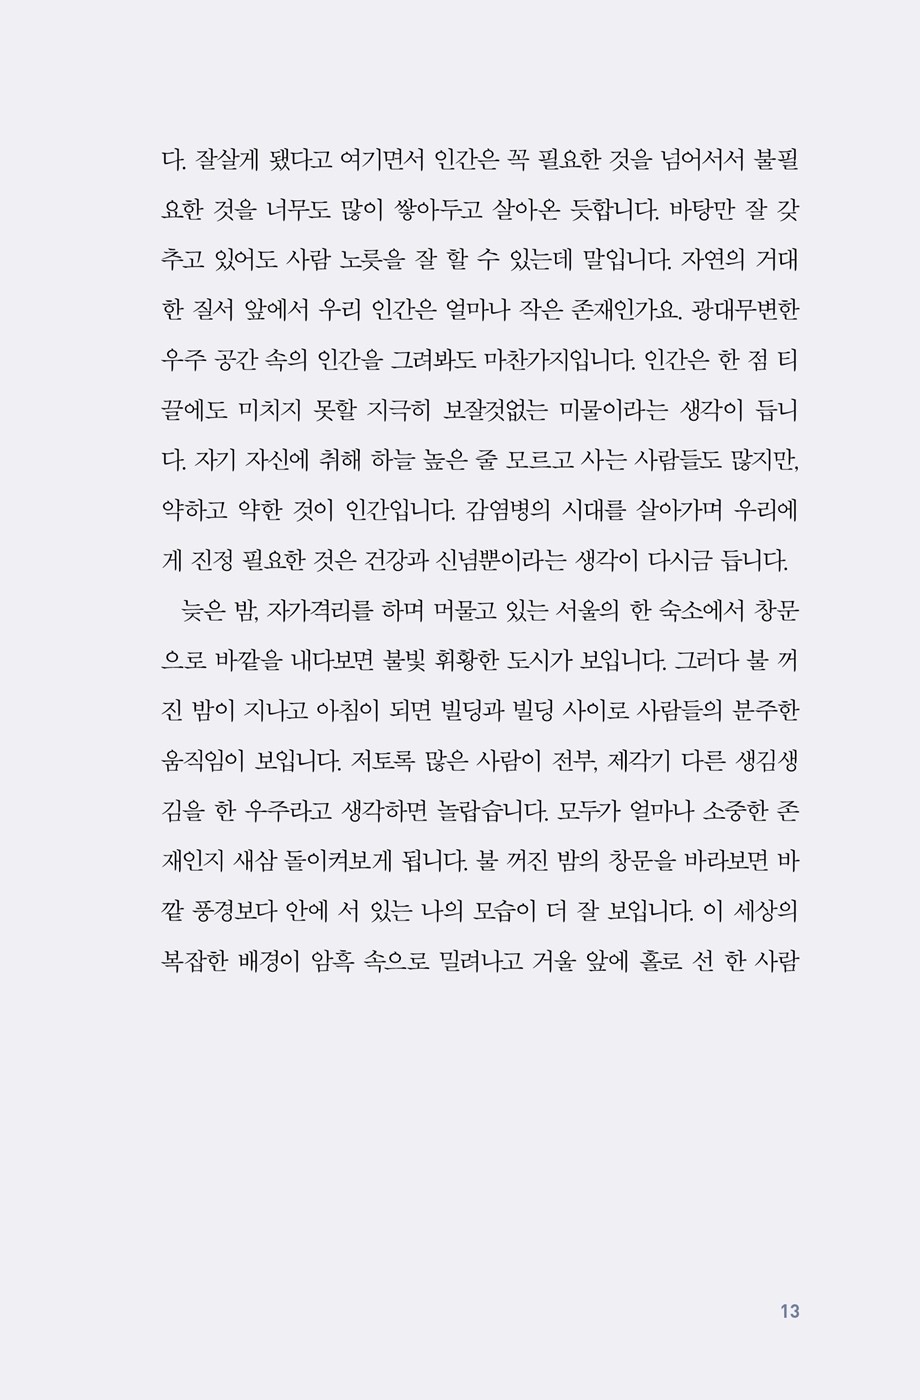 다. 잘살게 됐다고 여기면서 인간은 꼭 필요한 것을 넘어서서 불필
요한 것을 너무도 많이 쌓아두고 살아온 듯합니다. 바탕만 잘 갖
추고 있어도 사람 노릇을 잘 할 수 있는데 말입니다. 자연의 거대
한 질서 앞에서 우리 인간은 얼마나 작은 존재인가요. 광대무변한
우주 공간 속의 인간을 그려봐도 마찬가지입니다. 인간은 한 점 티
끌에도 미치지 못할 지극히 보잘것없는 미물이라는 생각이 듭니
다. 자기 자신에 취해 하늘 높은 줄 모르고 사는 사람들도 많지만,
약하고 약한 것이 인간입니다. 감염병의 시대를 살아가며 우리에
게 진정 필요한 것은 건강과 신념뿐이라는 생각이 다시금 듭니다.
늦은 밤, 자가격리를 하며 머물고 있는 서울의 한 숙소에서 창문
으로 바깥을 내다보면 불빛 휘황한 도시가 보입니다. 그러다 불 꺼
진 밤이 지나고 아침이 되면 빌딩과 빌딩 사이로 사람들의 분주한
움직임이 보입니다. 저토록 많은 사람이 전부, 제각기 다른 생김생
김을 한 우주라고 생각하면 놀랍습니다. 모두가 얼마나 소중한 존
재인지 새삼 돌이켜보게 됩니다. 불 꺼진 밤의 창문을 바라보면 바
깥 풍경보다 안에 서 있는 나의 모습이 더 잘 보입니다. 이 세상의
복잡한 배경이 암흑 속으로 밀려나고 거울 앞에 홀로 선 한 사람
13